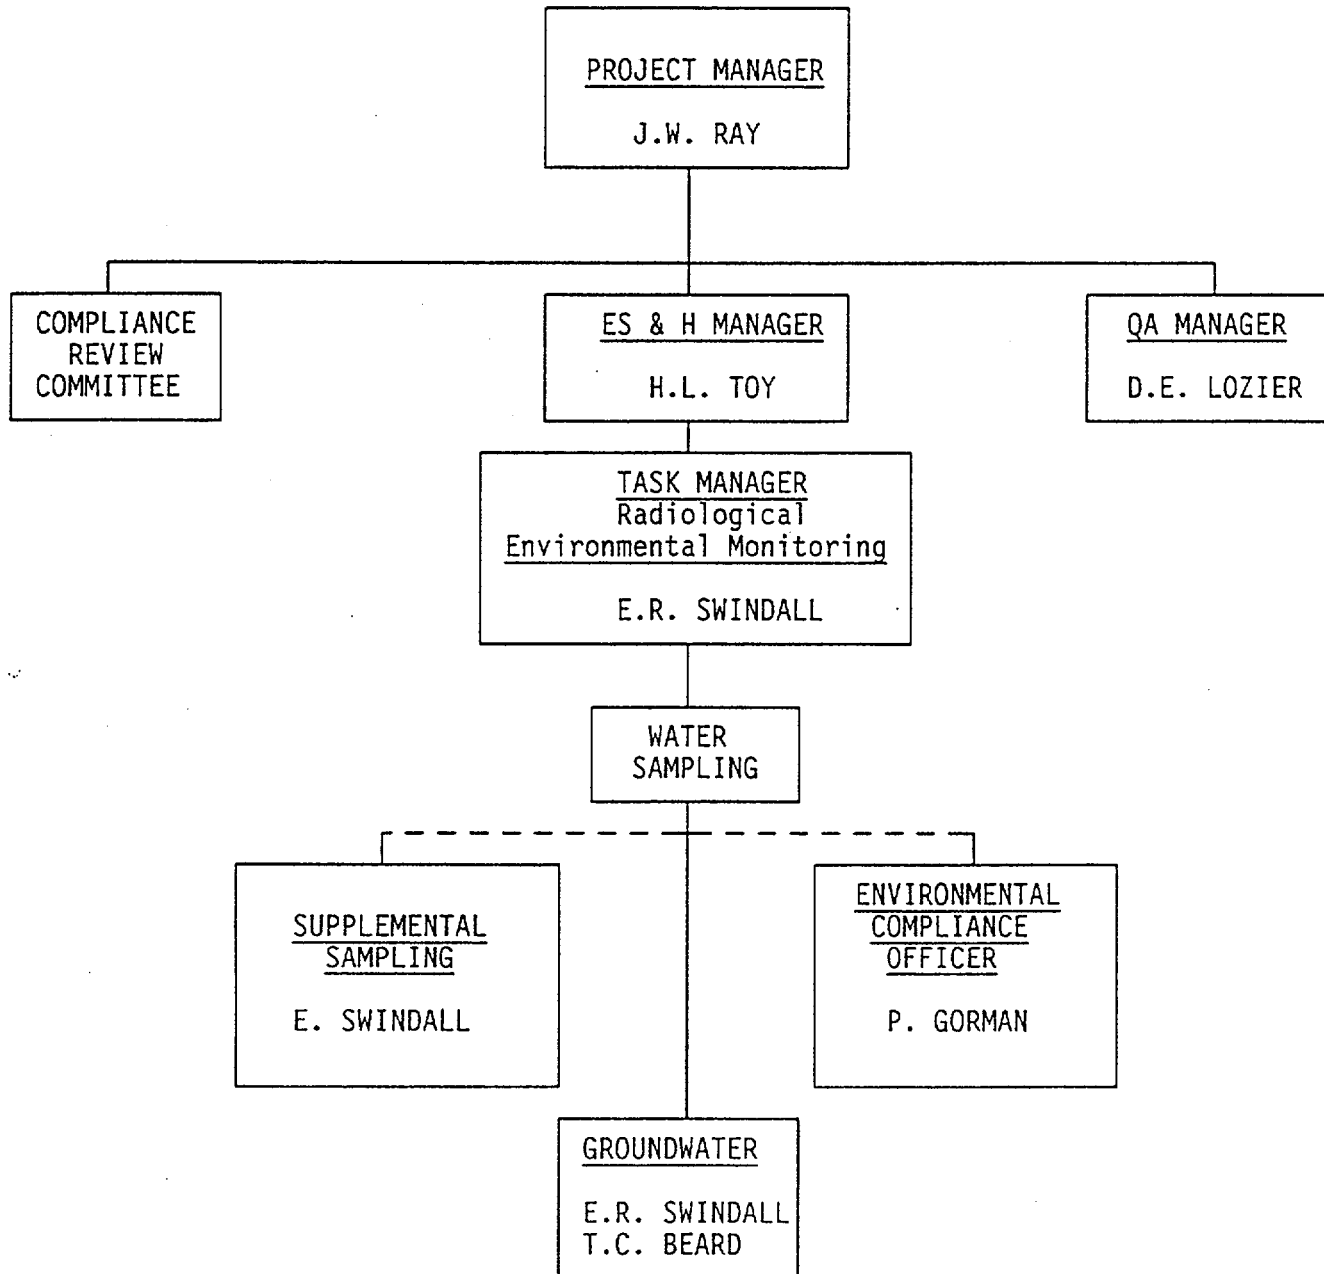 PROJECT MANAGER
J.W. RAY
COMPLIANCE
REVIEW
COMMITTEE
ES & H MANAGER
H.L. TOY
QA MANAGER
D.E. LOZIER
TASK MANAGER
Radiological
Environmental Monitoring
E.R. SWINDALL
WATER
SAMPLING
SUPPLEMENTAL
SAMPLING
E. SWINDALL
ENVIRONMENTAL
COMPLIANCE
OFFICER
P. GORMAN
GROUNDWATER
E.R. SWINDALL
T.C. BEARD